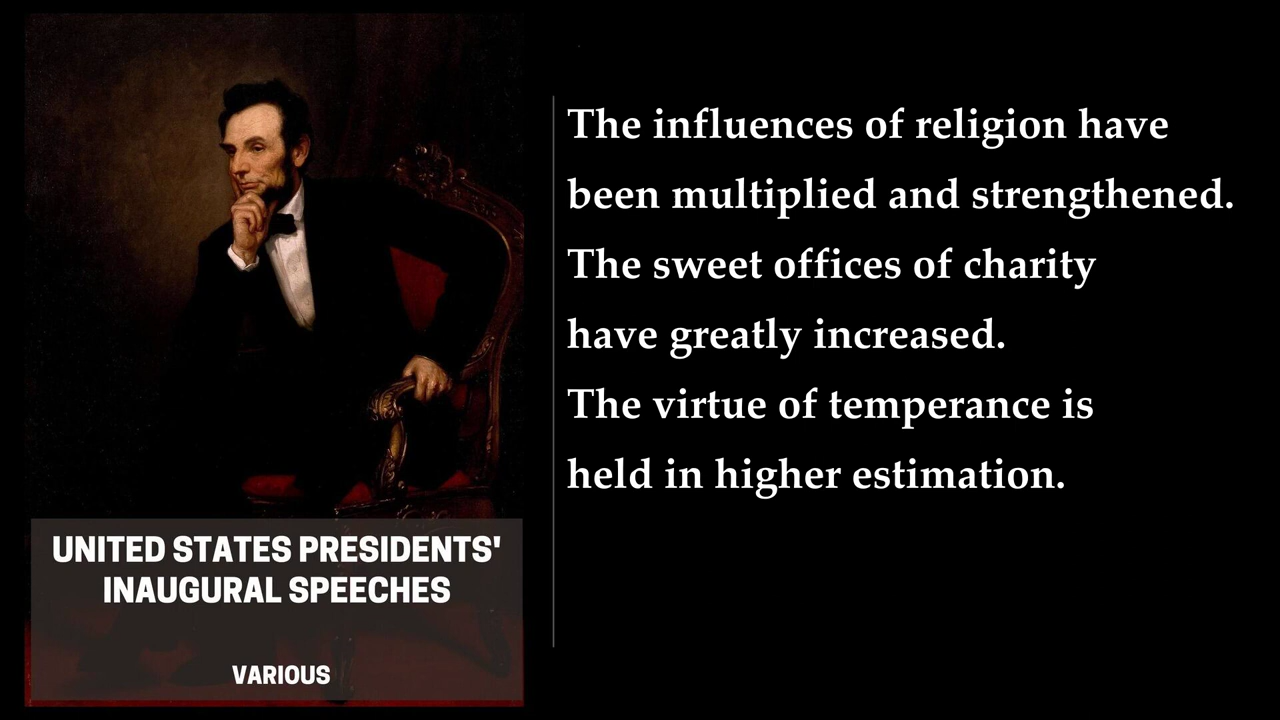 The influences of religion have
been multiplied and strengthened.
The sweet offices of charity
have greatly increased.
The virtue of temperance is
held in higher estimation.
UNITED STATES PRESIDENTS'
INAUGURAL SPEECHES
VARIOUS